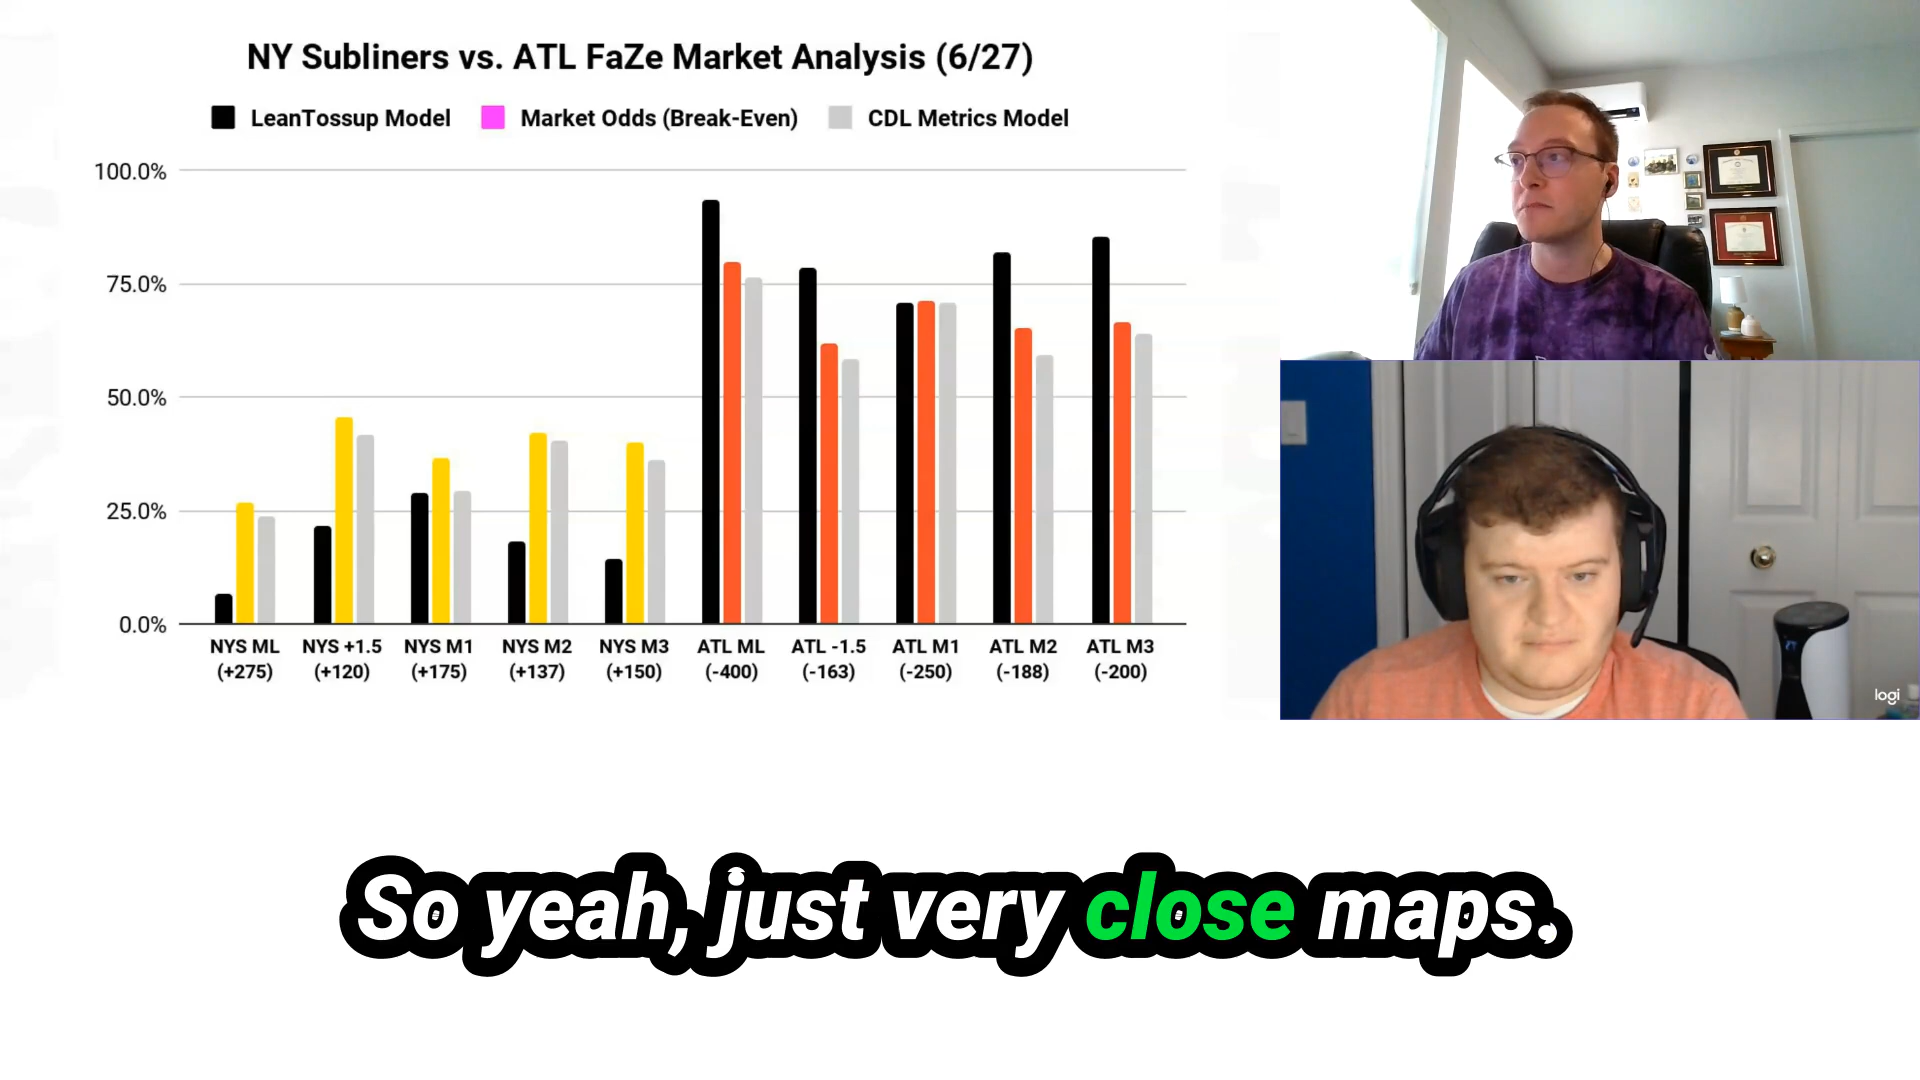 NY Subliners vs. ATL FaZe Market Analysis (6/27)
LeanTossup Model Market Odds (Break-Even) CDL Metrics Model
100.0%
75.0%
50.0%
25.0%
0.0%
NYS ML NYS +1.5 NYS M1 NYS M2 NYS M3 ATL ML ATL -1.5 ATL M1 ATL M2 ATL M3
(+275) (+120) (+175) (+137) (+150) (-400) (-163) (-250) (-188) (-200)
logi
So yeah, just very close maps.